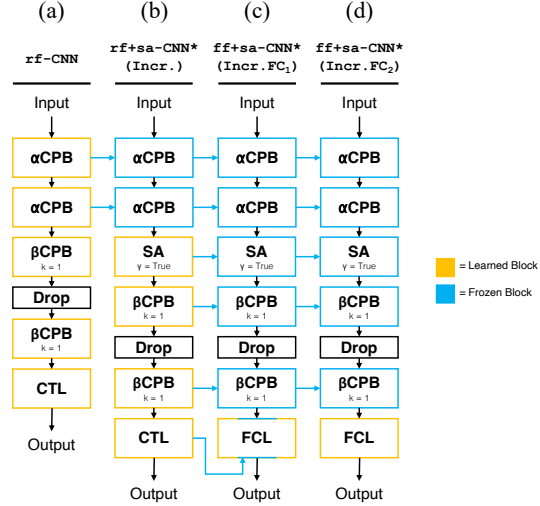 (a)
rf-CNN
Input
αCPB
αCPB
βCPB
k = 1
Drop
βCPB
k = 1
CTL
Output
(b)
rf+sa-CNN*
(Incr.)
Input
αCPB
αCPB
SA
γ = True
βCPB
k = 1
Drop
βCPB
k = 1
CTL
Output
(c)
ff+sa-CNN*
(Incr.FC₁)
Input
αCPB
αCPB
SA
γ = True
βCPB
k = 1
Drop
βCPB
k = 1
FCL
Output
(d)
ff+sa-CNN*
(Incr.FC₂)
Input
αCPB
αCPB
SA
γ = True
βCPB
k = 1
Drop
βCPB
k = 1
FCL
Output
= Learned Block
= Frozen Block